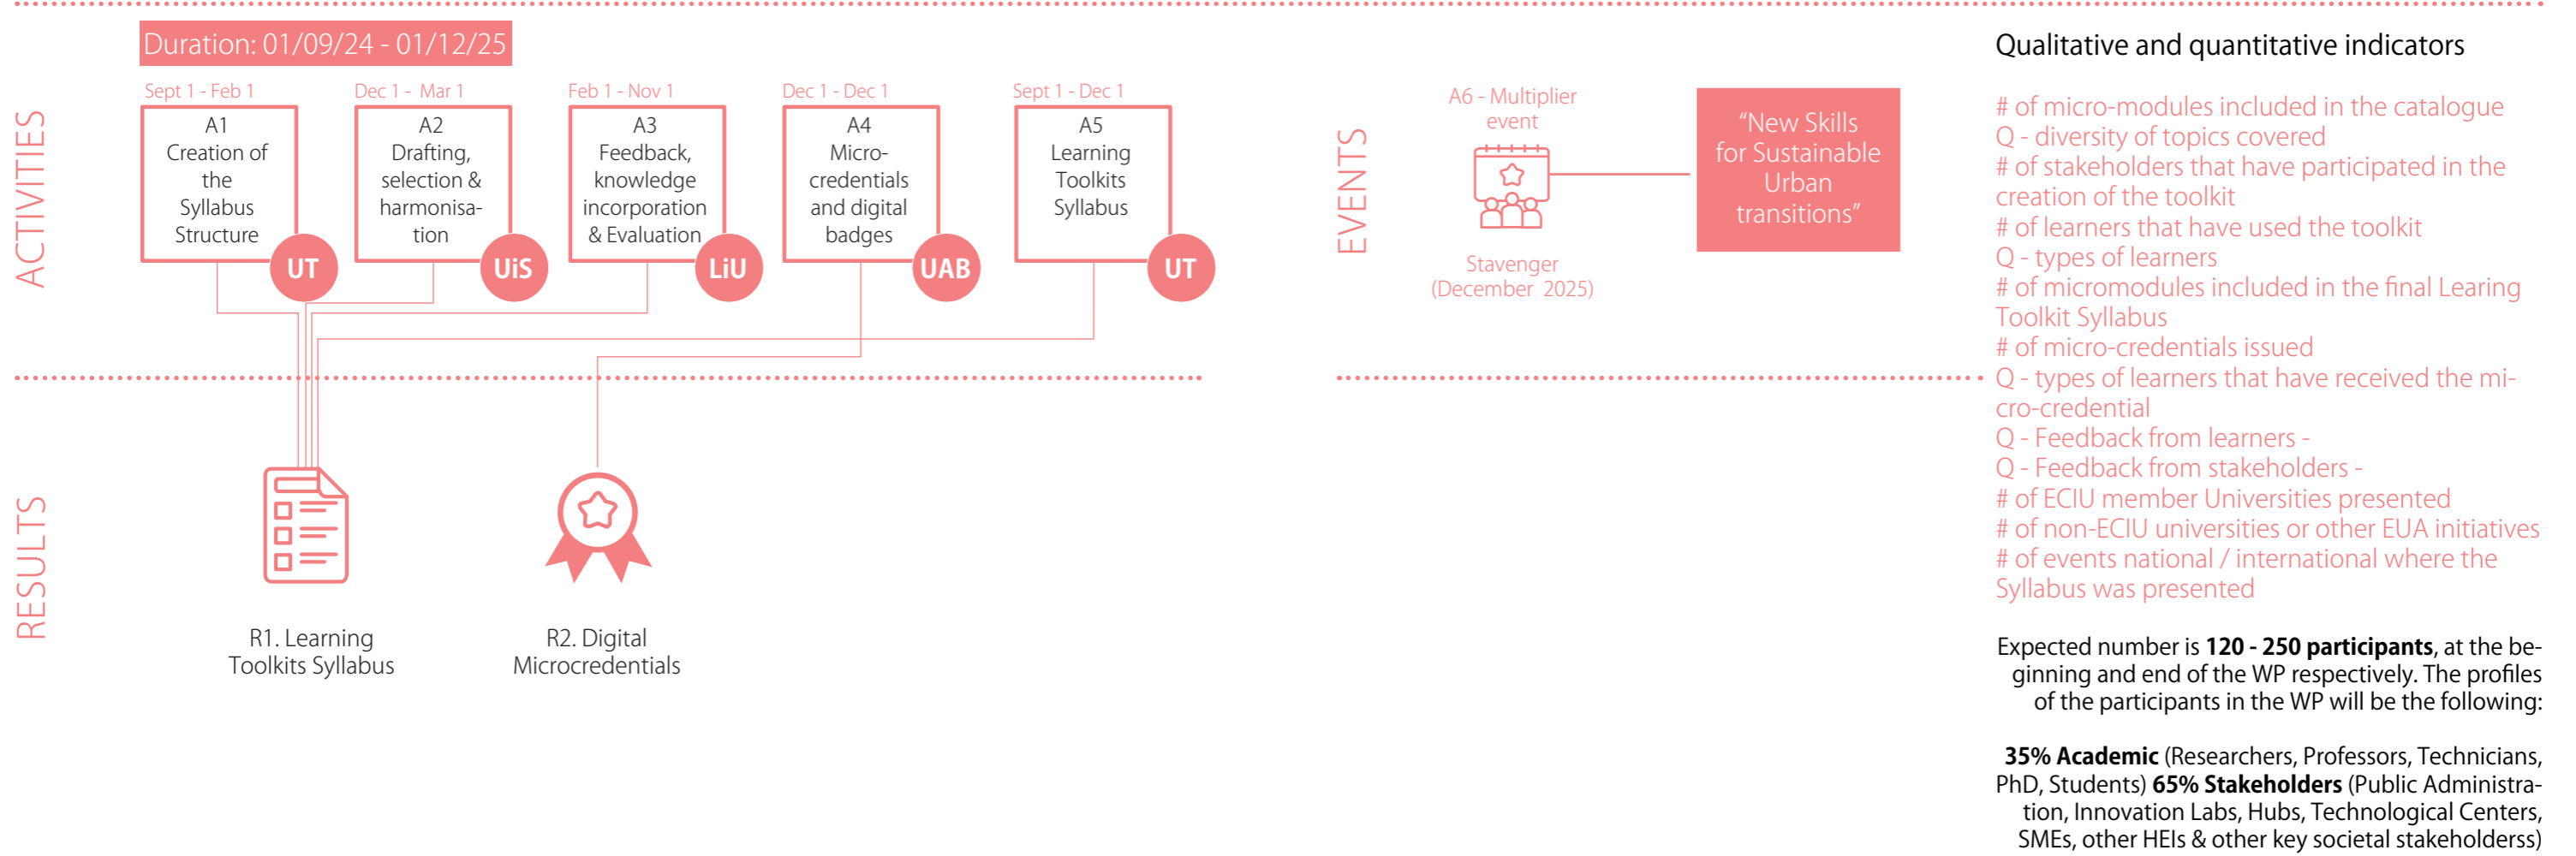 ACTIVITIES
Duration: 01/09/24 - 01/12/25
Sept 1 - Feb 1
A1
Creation of
the
Syllabus
Structure
UT
Dec 1 - Mar 1
A2
Drafting,
selection &
harmonisa-
tion
UiS
Feb 1 - Nov 1
A3
Feedback,
knowledge
incorporation
& Evaluation
LiU
Dec 1 - Dec 1
A4
Micro-
credentials
and digital
badges
UAB
Sept 1 - Dec 1
A5
Learning
Toolkits
Syllabus
UT
EVENTS
A6 - Multiplier
event
Stavenger
(December 2025)
“New Skills
for Sustainable
Urban
transitions”
RESULTS
R1. Learning
Toolkits Syllabus
R2. Digital
Microcredentials
Qualitative and quantitative indicators
# of micro-modules included in the catalogue
Q - diversity of topics covered
# of stakeholders that have participated in the
creation of the toolkit
# of learners that have used the toolkit
Q - types of learners
# of micromodules included in the final Learing
Toolkit Syllabus
# of micro-credentials issued
Q - types of learners that have received the mi-
cro-credential
Q - Feedback from learners -
Q - Feedback from stakeholders -
# of ECIU member Universities presented
# of non-ECIU universities or other EUA initiatives
# of events national / international where the
Syllabus was presented
Expected number is 120 - 250 participants, at the be-
ginning and end of the WP respectively. The profiles
of the participants in the WP will be the following:
35% Academic (Researchers, Professors, Technicians,
PhD, Students) 65% Stakeholders (Public Administra-
tion, Innovation Labs, Hubs, Technological Centers,
SMEs, other HEIs & other key societal stakeholderss)